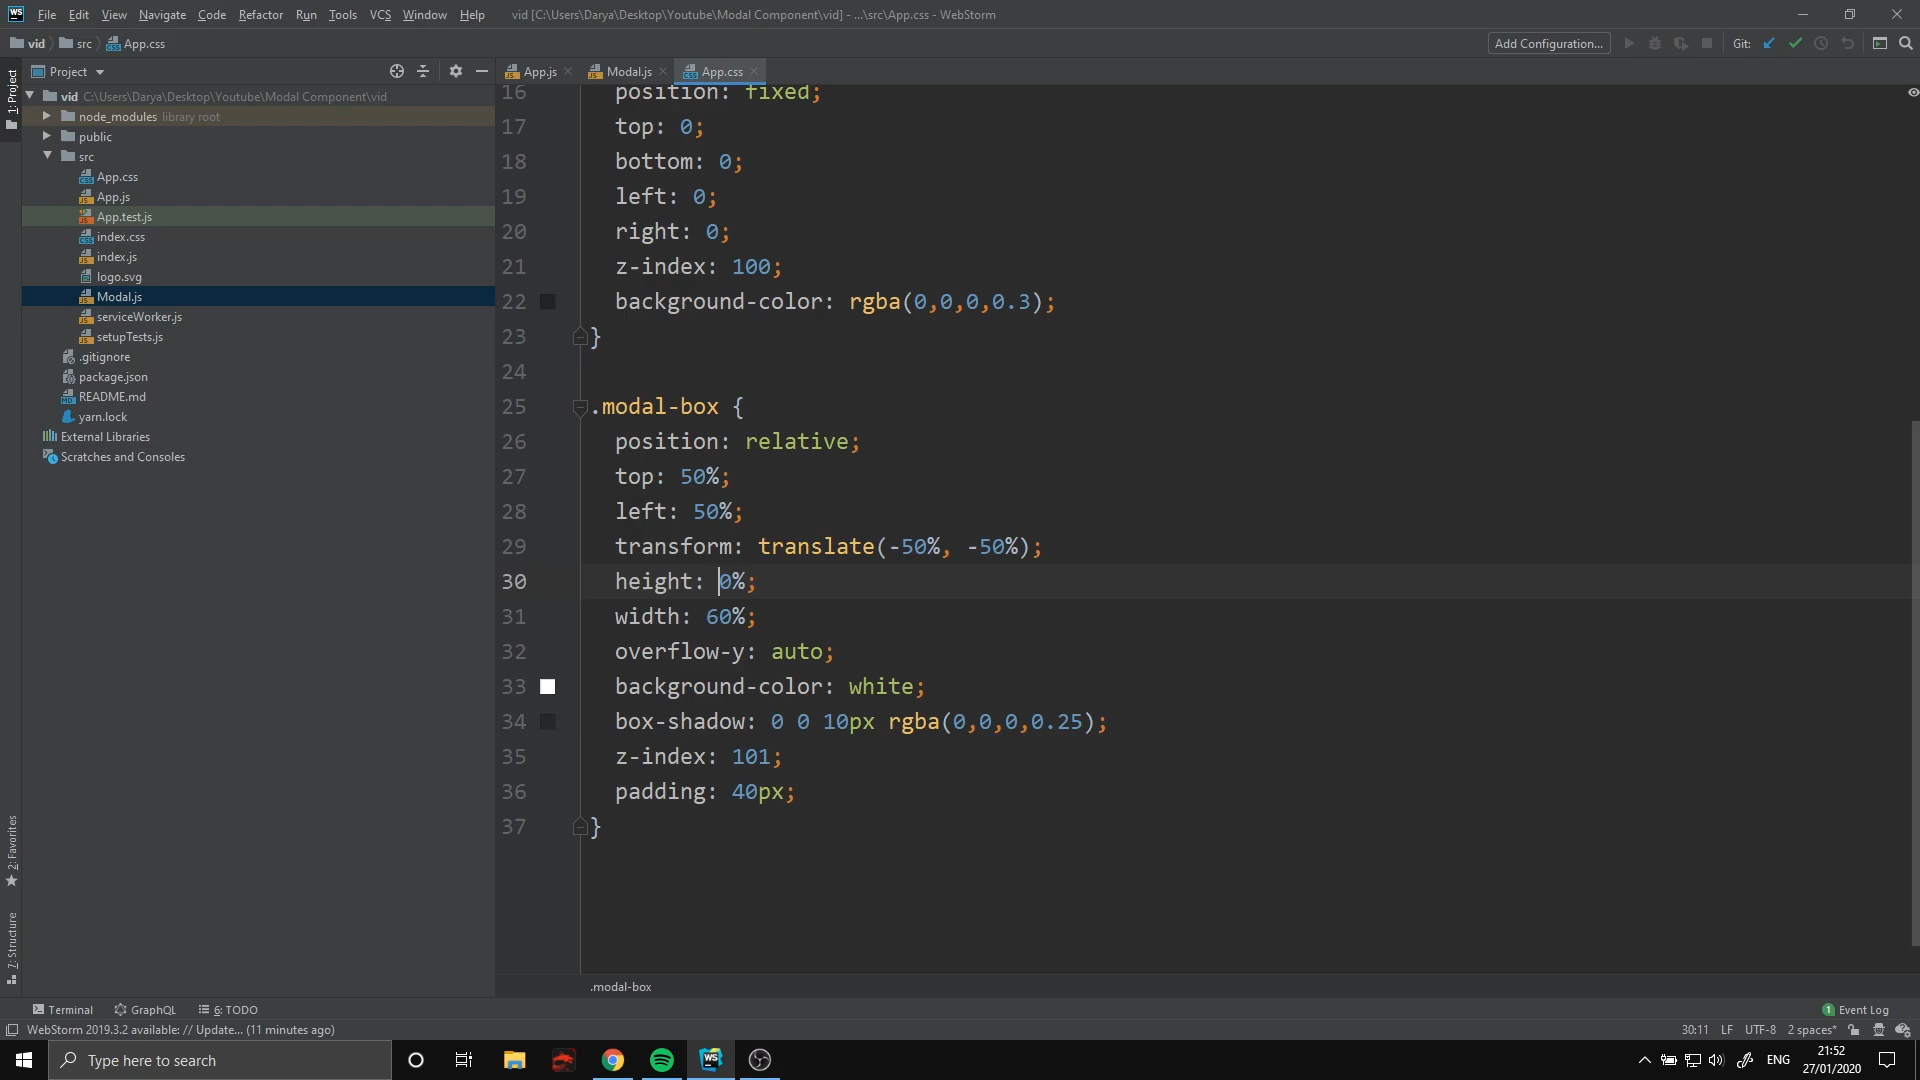 WS File Edit View Navigate Code Refactor Run Tools VCS Window Help vid [C:\Users\Darya\Desktop\Youtube\Modal Component\vid] - ...\src\App.css - WebStorm
vid src App.css Add Configuration... Git:
1: Project
Project
App.js Modal.js App.css
vid C:\Users\Darya\Desktop\Youtube\Modal Component\vid
node_modules library root
public
src
App.css
App.js
App.test.js
index.css
index.js
logo.svg
Modal.js
serviceWorker.js
setupTests.js
.gitignore
package.json
README.md
yarn.lock
External Libraries
Scratches and Consoles
16 position: fixed;
17 top: 0;
18 bottom: 0;
19 left: 0;
20 right: 0;
21 z-index: 100;
22 background-color: rgba(0,0,0,0.3);
23 }
24
25 .modal-box {
26 position: relative;
27 top: 50%;
28 left: 50%;
29 transform: translate(-50%, -50%);
30 height: 0%;
31 width: 60%;
32 overflow-y: auto;
33 background-color: white;
34 box-shadow: 0 0 10px rgba(0,0,0,0.25);
35 z-index: 101;
36 padding: 40px;
37 }
2: Favorites
7: Structure
.modal-box
Terminal GraphQL 6: TODO 1 Event Log
WebStorm 2019.3.2 available: // Update... (11 minutes ago) 30:11 LF UTF-8 2 spaces*
Type here to search WS ENG 21:52
27/01/2020